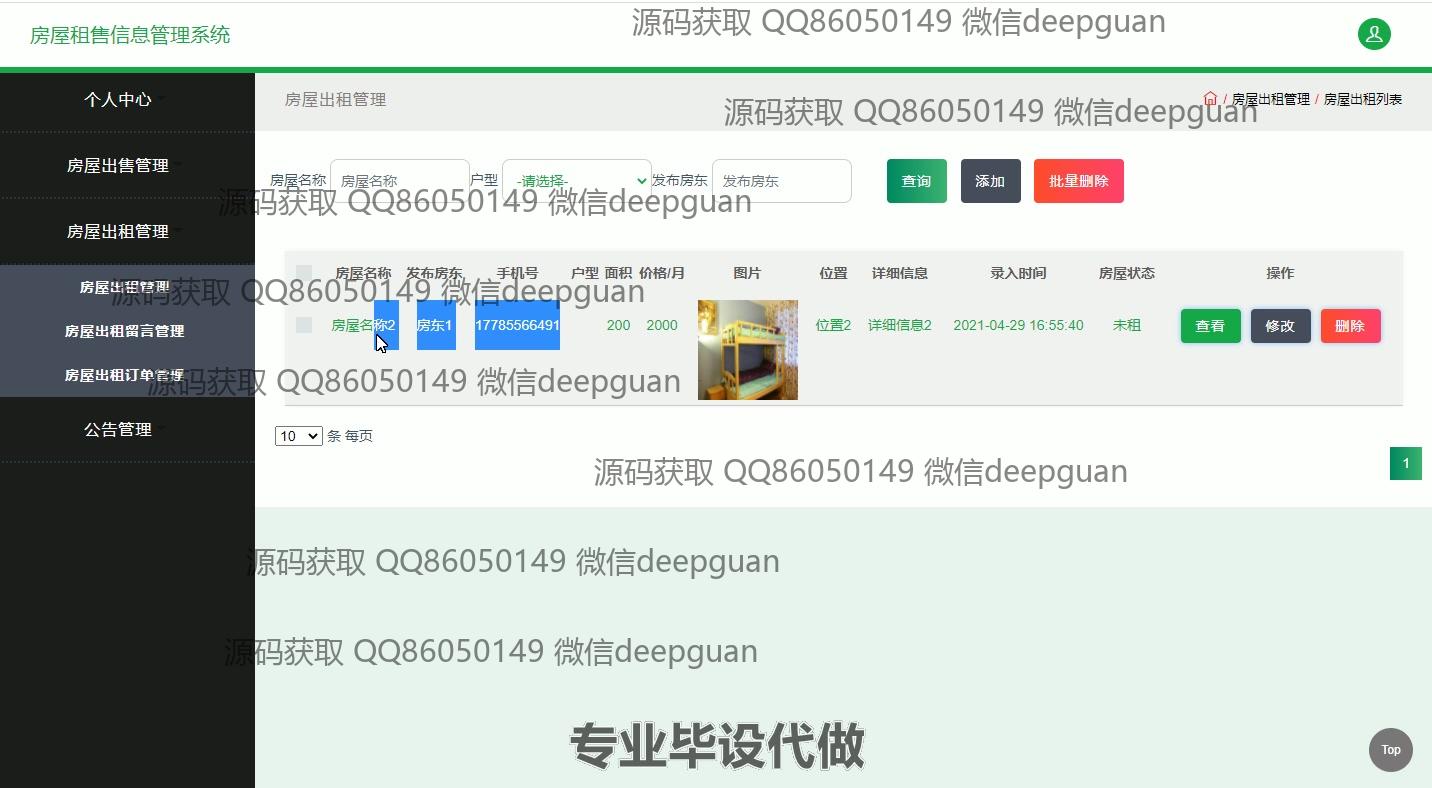 房屋租售信息管理系统
源码获取 QQ86050149 微信deepguan
个人中心
房屋出售管理
房屋出租管理
房屋出租管理
房屋出租留言管理
房屋出租订单管理
公告管理
房屋出租管理
/ 房屋出租管理 / 房屋出租列表
源码获取 QQ86050149 微信deepguan
房屋名称 房屋名称 户型 -请选择- 发布房东 发布房东 查询 添加 批量删除
源码获取 QQ86050149 微信deepguan
房屋名称 发布房东 手机号 户型 面积 价格/月 图片 位置 详细信息 录入时间 房屋状态 操作
源码获取 QQ86050149 微信deepguan
房屋名称2 房东1 17785566491 200 2000 位置2 详细信息2 2021-04-29 16:55:40 未租 查看 修改 删除
源码获取 QQ86050149 微信deepguan
10 条 每页
1
源码获取 QQ86050149 微信deepguan
源码获取 QQ86050149 微信deepguan
源码获取 QQ86050149 微信deepguan
专业毕设代做
Top